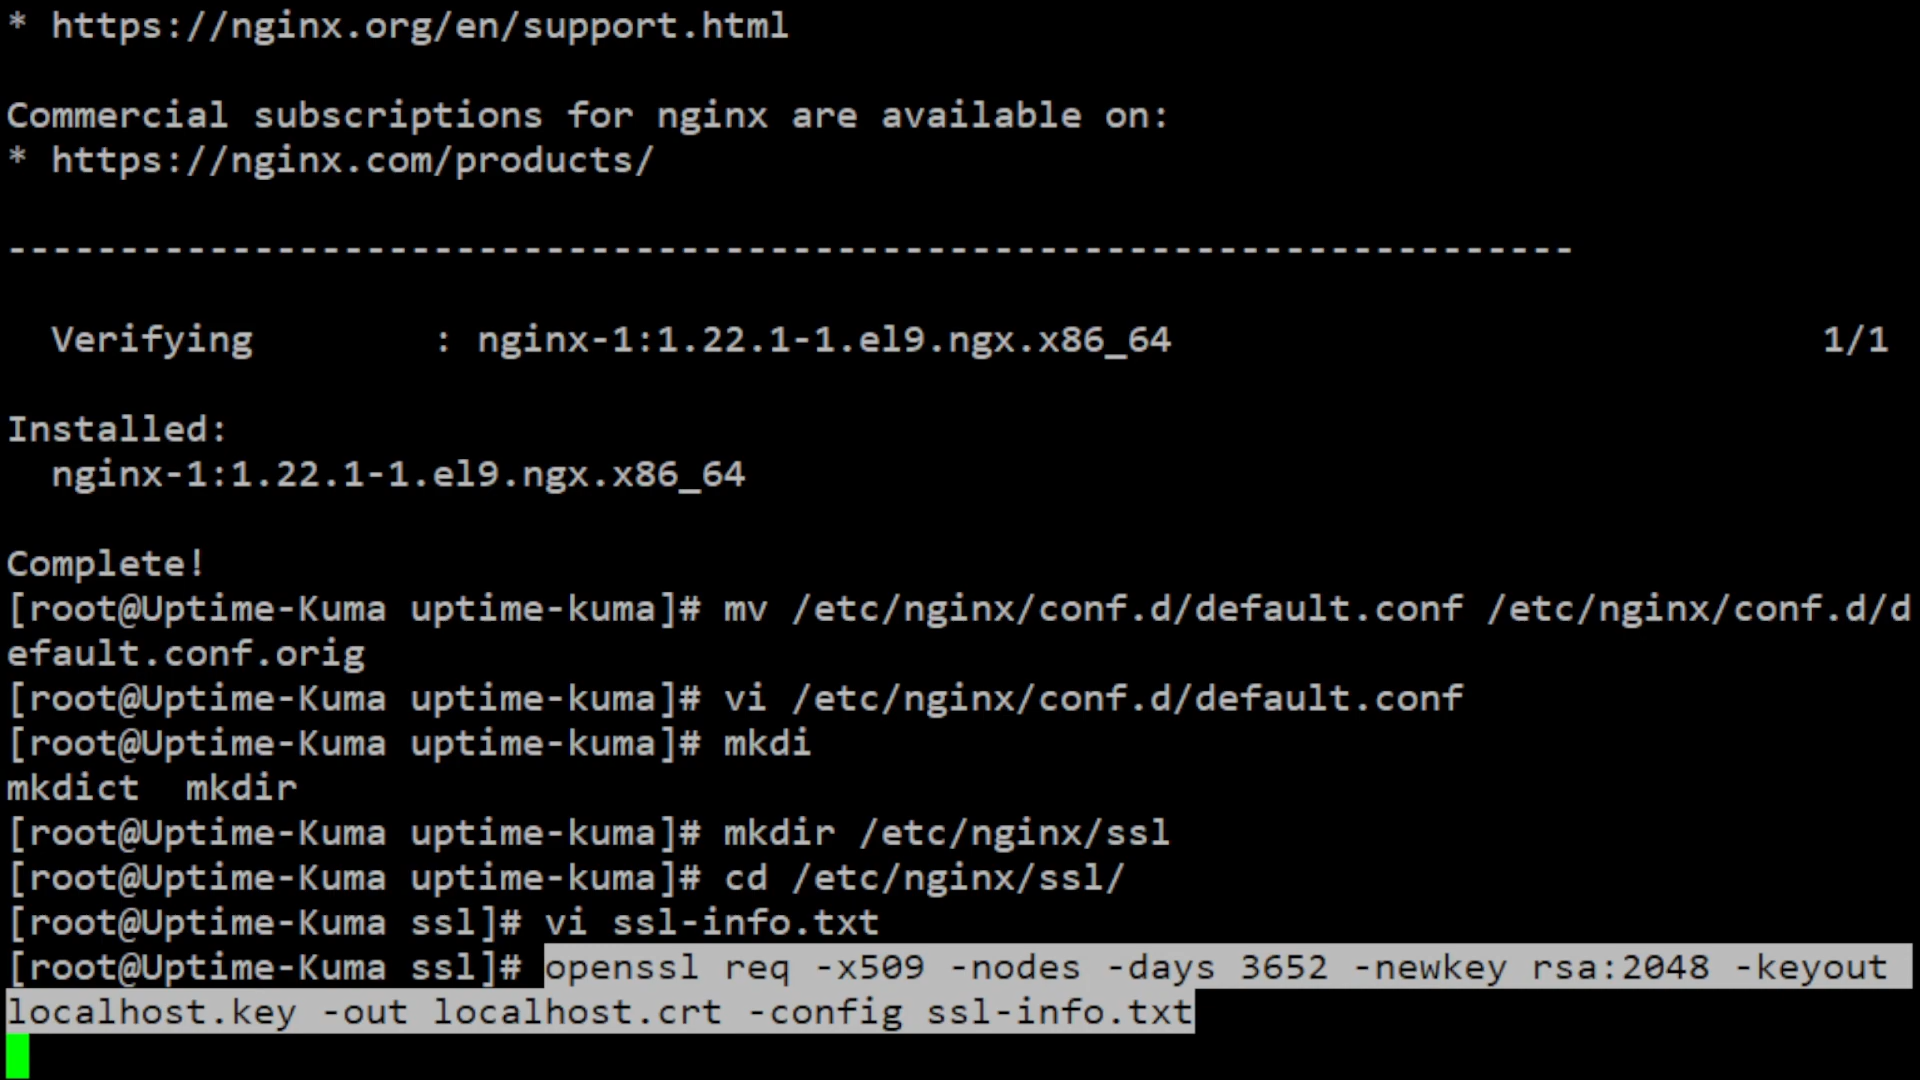 * https://nginx.org/en/support.html
Commercial subscriptions for nginx are available on:
* https://nginx.com/products/
----------------------------------------------------------------------
Verifying        : nginx-1:1.22.1-1.el9.ngx.x86_64                             1/1
Installed:
nginx-1:1.22.1-1.el9.ngx.x86_64
Complete!
[root@Uptime-Kuma uptime-kuma]# mv /etc/nginx/conf.d/default.conf /etc/nginx/conf.d/d
efault.conf.orig
[root@Uptime-Kuma uptime-kuma]# vi /etc/nginx/conf.d/default.conf
[root@Uptime-Kuma uptime-kuma]# mkdi
mkdict  mkdir
[root@Uptime-Kuma uptime-kuma]# mkdir /etc/nginx/ssl
[root@Uptime-Kuma uptime-kuma]# cd /etc/nginx/ssl/
[root@Uptime-Kuma ssl]# vi ssl-info.txt
[root@Uptime-Kuma ssl]# openssl req -x509 -nodes -days 3652 -newkey rsa:2048 -keyout
localhost.key -out localhost.crt -config ssl-info.txt